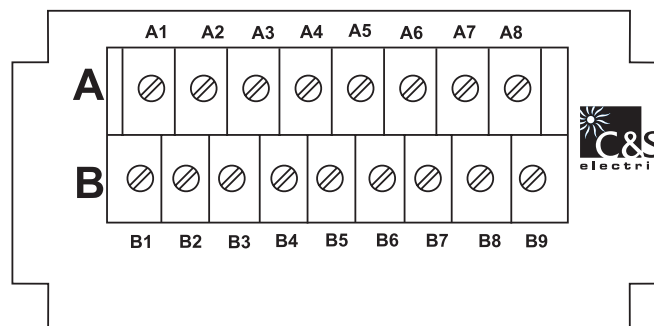 A1 A2 A3 A4 A5 A6 A7 A8
A
C&S
electri
B
B1 B2 B3 B4 B5 B6 B7 B8 B9